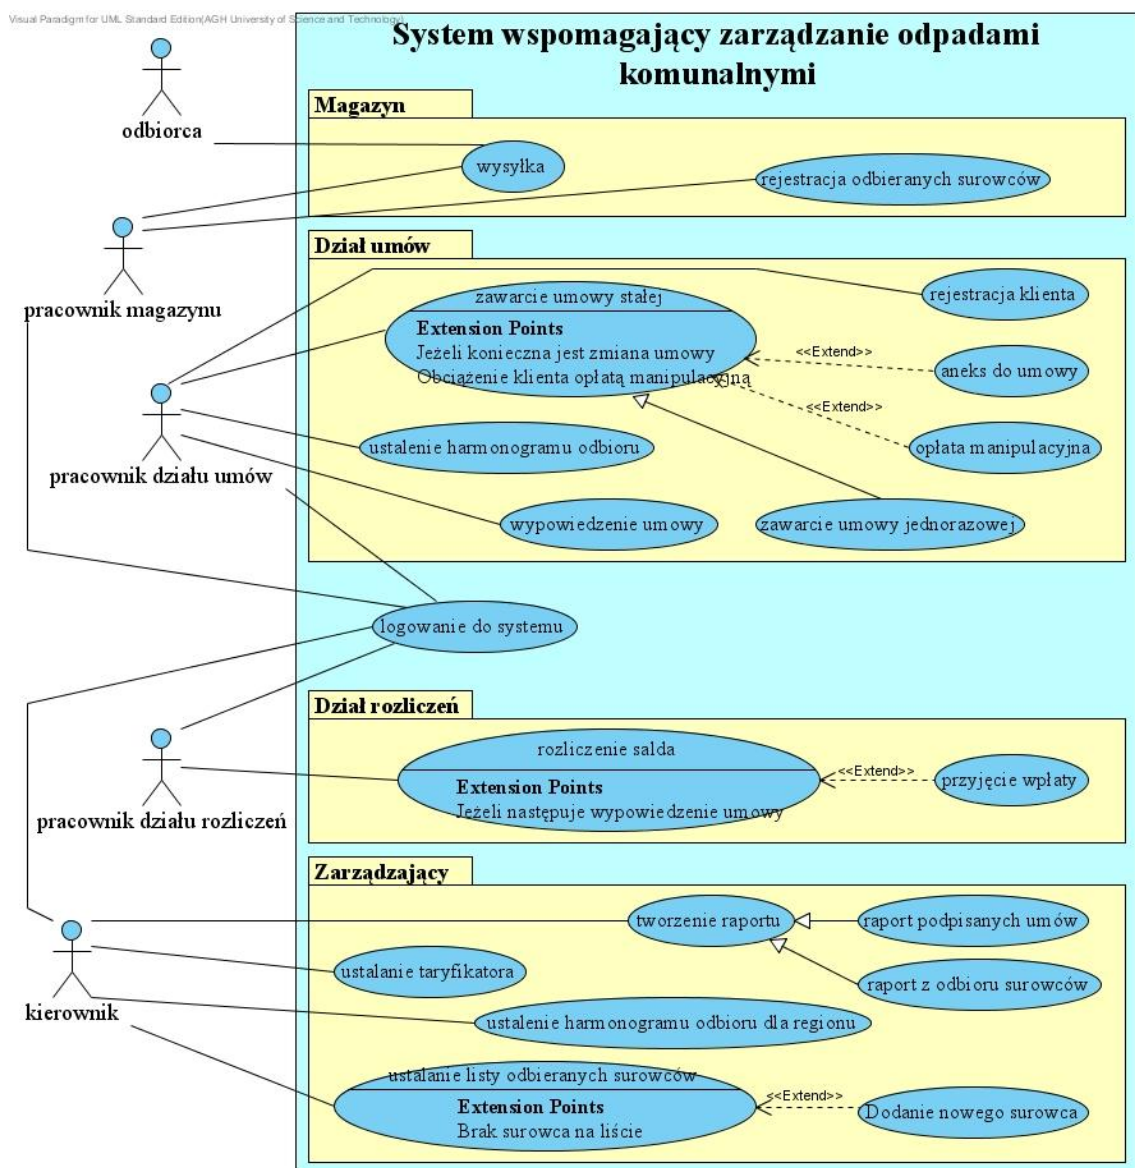 Visual Paradigm for UML Standard Edition(AGH University of Science and Technology)
System wspomagający zarządzanie odpadami
komunalnymi
Magazyn
odbiorca
wysyłka
rejestracja odbieranych surowców
pracownik magazynu
Dział umów
zawarcie umowy stałej
rejestracja klienta
Extension Points
Jeżeli konieczna jest zmiana umowy
<<Extend>>
Obciążenie klienta opłatą manipulacyjną
aneks do umowy
<<Extend>>
ustalenie harmonogramu odbioru
opłata manipulacyjna
pracownik działu umów
wypowiedzenie umowy
zawarcie umowy jednorazowej
logowanie do systemu
Dział rozliczeń
rozliczenie salda
<<Extend>>
Extension Points
przyjęcie wpłaty
Jeżeli następuje wypowiedzenie umowy
pracownik działu rozliczeń
Zarządzający
tworzenie raportu
raport podpisanych umów
ustalanie taryfikatora
raport z odbioru surowców
kierownik
ustalenie harmonogramu odbioru dla regionu
ustalanie listy odbieranych surowców
<<Extend>>
Extension Points
Dodanie nowego surowca
Brak surowca na liście